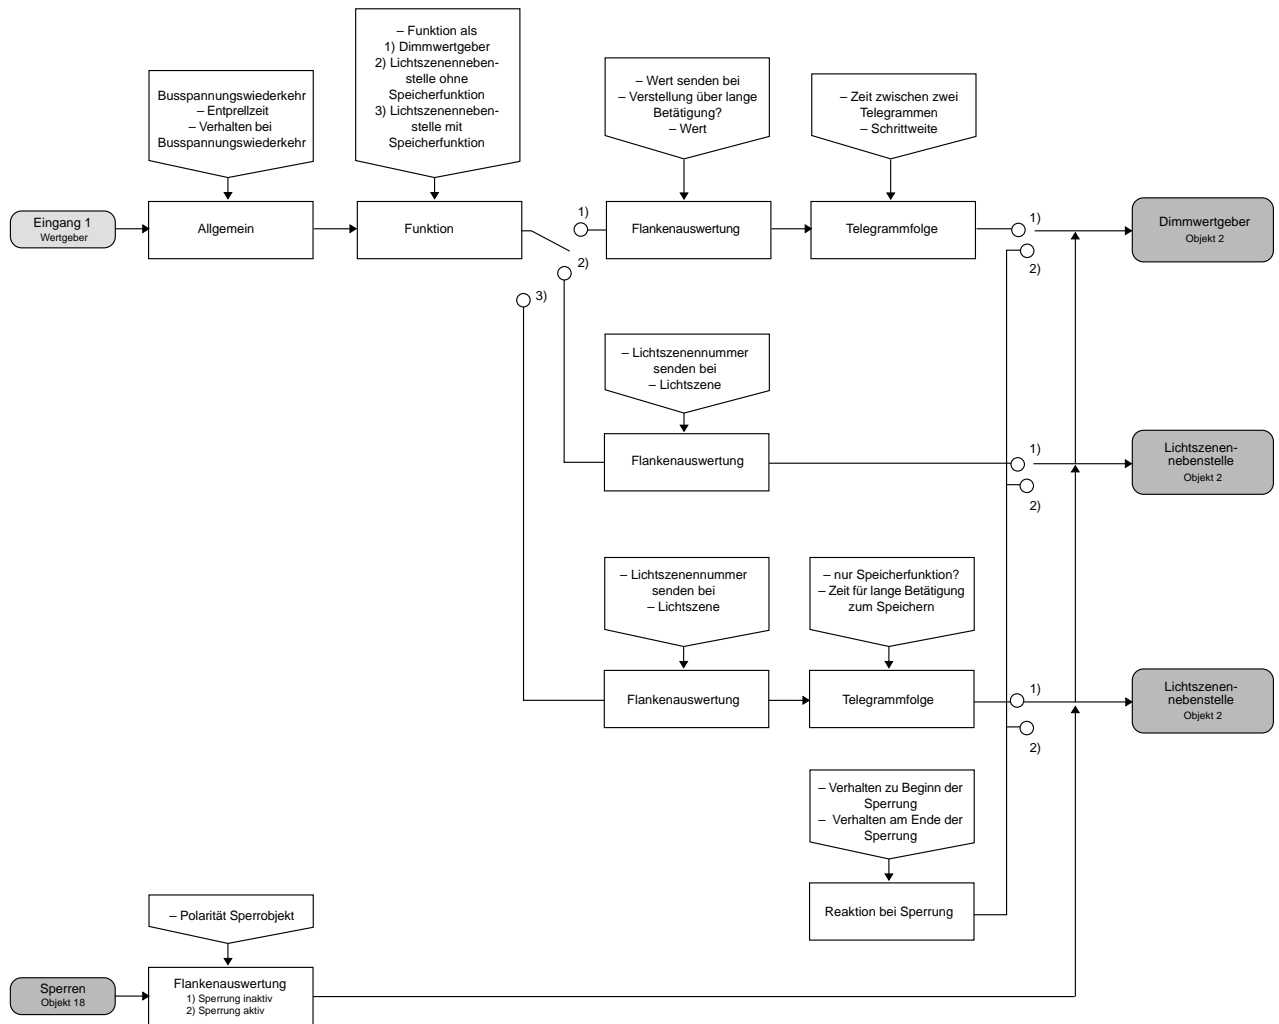 – Funktion als
1) Dimmwertgeber
2) Lichtszenenneben-
stelle ohne
Speicherfunktion
3) Lichtszenenneben-
stelle mit
Speicherfunktion
Busspannungswiederkehr
– Entprellzeit
– Verhalten bei
Busspannungswiederkehr
– Wert senden bei
– Verstellung über lange
Betätigung?
– Wert
– Zeit zwischen zwei
Telegrammen
– Schrittweite
Eingang 1
Wertgeber
Allgemein
Funktion
1)
2)
3)
Flankenauswertung
Telegrammfolge
1)
2)
Dimmwertgeber
Objekt 2
– Lichtszenennummer
senden bei
– Lichtszene
Flankenauswertung
1)
2)
Lichtszenen-
nebenstelle
Objekt 2
– Lichtszenennummer
senden bei
– Lichtszene
– nur Speicherfunktion?
– Zeit für lange Betätigung
zum Speichern
Flankenauswertung
Telegrammfolge
1)
2)
Lichtszenen-
nebenstelle
Objekt 2
– Verhalten zu Beginn der
Sperrung
– Verhalten am Ende der
Sperrung
Reaktion bei Sperrung
– Polarität Sperrobjekt
Sperren
Objekt 18
Flankenauswertung
1) Sperrung inaktiv
2) Sperrung aktiv